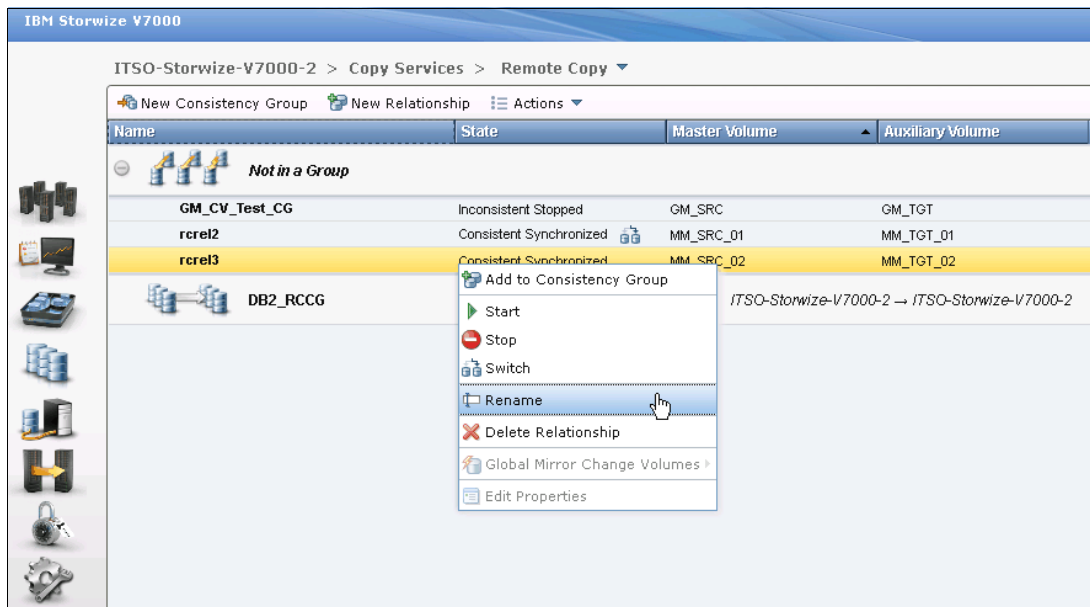 IBM Storwize V7000
ITSO-Storwize-V7000-2 > Copy Services > Remote Copy
New Consistency Group New Relationship Actions
Name State Master Volume Auxiliary Volume
Not in a Group
GM_CV_Test_CG Inconsistent Stopped GM_SRC GM_TGT
rcrel2 Consistent Synchronized MM_SRC_01 MM_TGT_01
rcrel3 Consistent Synchronized MM_SRC_02 MM_TGT_02
Add to Consistency Group
DB2_RCCG ITSO-Storwize-V7000-2 → ITSO-Storwize-V7000-2
Start
Stop
Switch
Rename
Delete Relationship
Global Mirror Change Volumes
Edit Properties